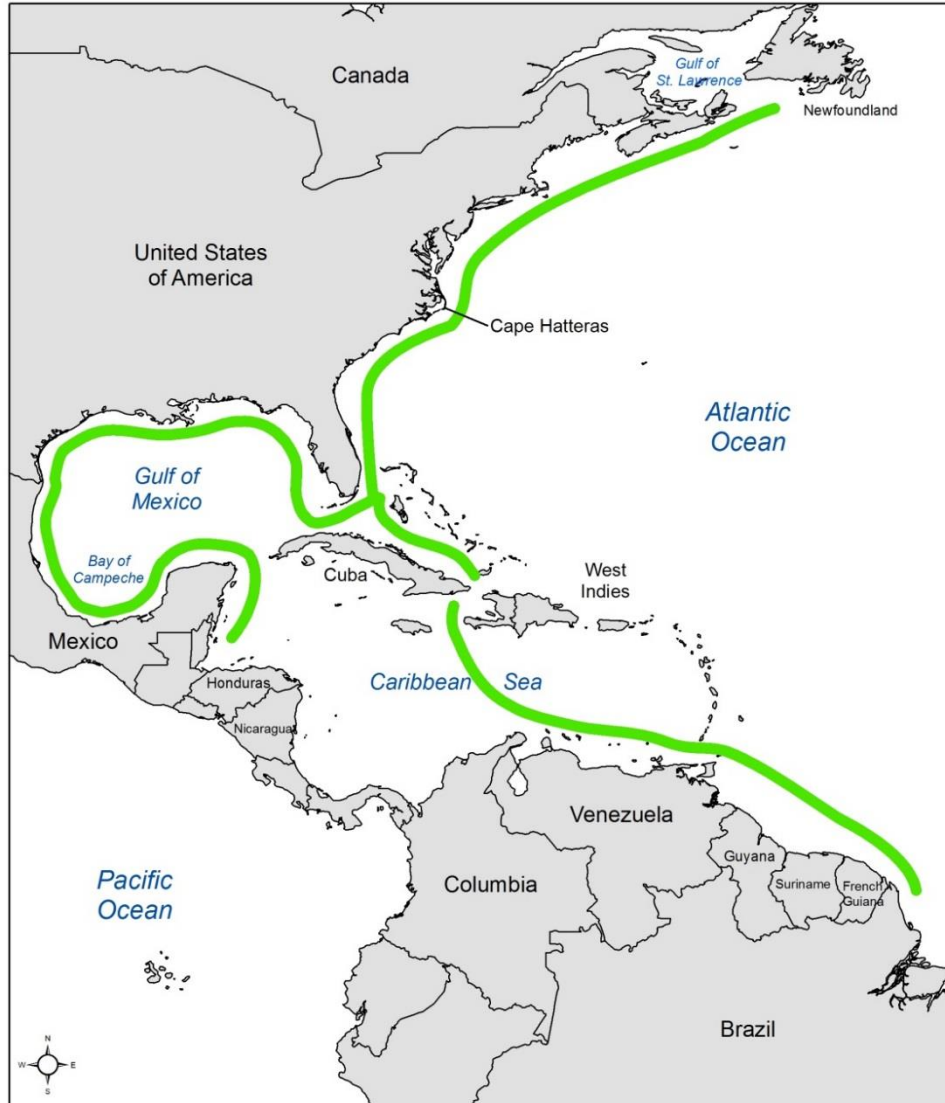 Canada
Gulf of
St. Lawrence
Newfoundland
United States
of America
Cape Hatteras
Atlantic
Ocean
Gulf of
Mexico
Bay of
Campeche
Cuba
West
Indies
Mexico
Honduras
Caribbean Sea
Nicaragua
Venezuela
Guyana
Pacific
Ocean
Columbia
Suriname
French
Guiana
Brazil
N
W E
S